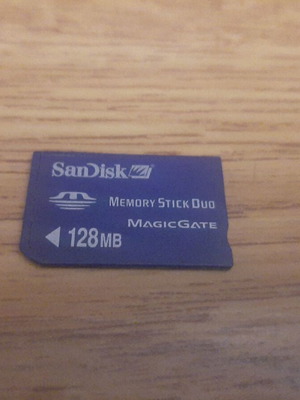 SanDisk
MEMORY STICK DUO
MAGICGATE
128MB